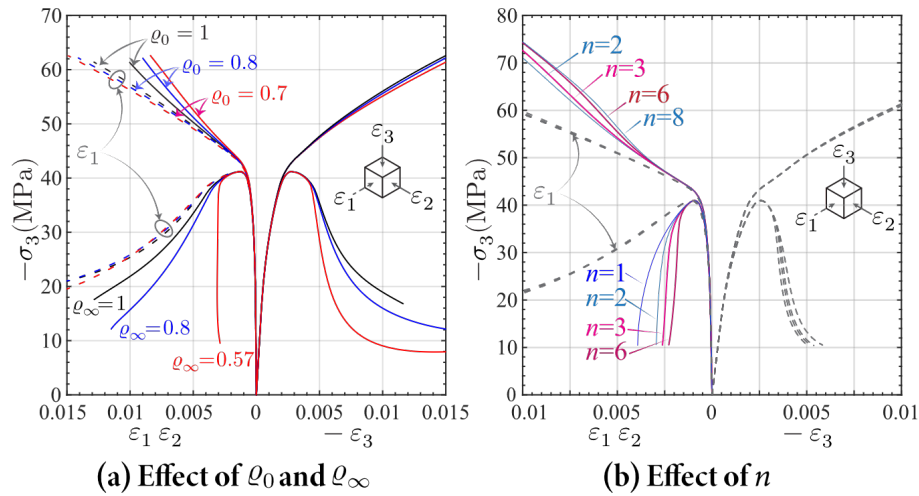 80
70
60
50
40
30
20
10
0
−σ₃(MPa)
ϱ₀=1
ϱ₀=0.8
ϱ₀=0.7
ε₁
ε₃
ε₁
ε₂
ϱ∞=1
ϱ∞=0.8
ϱ∞=0.57
0.015 0.01 0.005 0 0.005 0.01 0.015
ε₁ ε₂ − ε₃
(a) Effect of ϱ₀ and ϱ∞
80
70
60
50
40
30
20
10
0
−σ₃(MPa)
n=2
n=3
n=6
n=8
ε₁
ε₃
ε₁
ε₂
n=1
n=2
n=3
n=6
0.01 0.005 0 0.005 0.01
ε₁ ε₂ − ε₃
(b) Effect of n